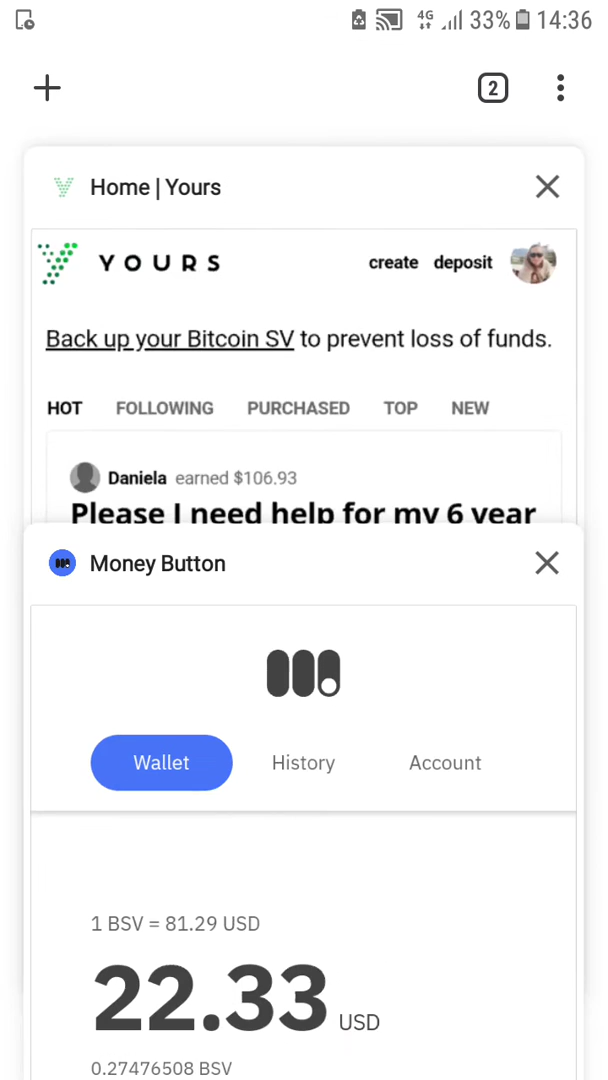 4G 33% 14:36
2
Home | Yours
YOURS create deposit
Back up your Bitcoin SV to prevent loss of funds.
HOT FOLLOWING PURCHASED TOP NEW
Daniela earned $106.93
Please I need help for my 6 year
Money Button
Wallet History Account
1 BSV = 81.29 USD
22.33 USD
0.27476508 BSV